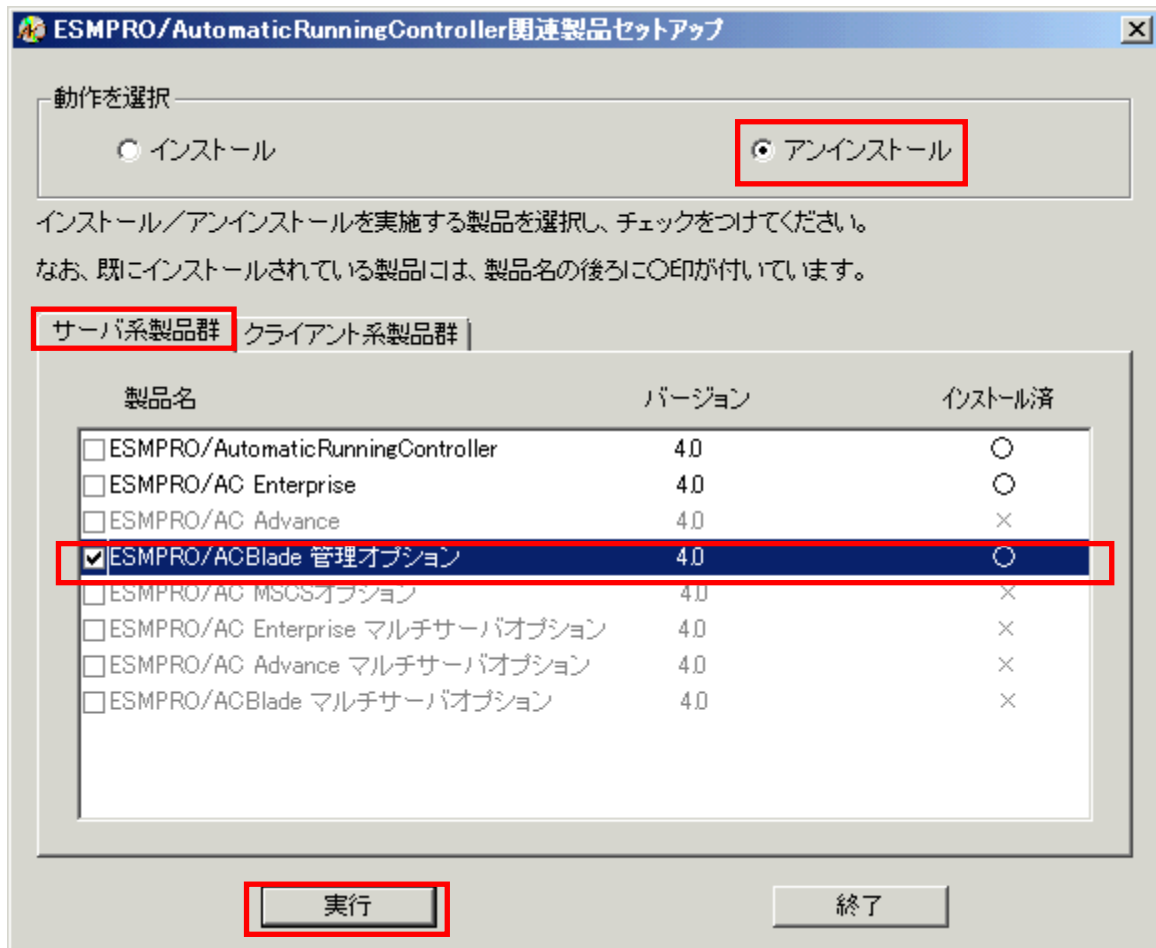 ESMPRO/AutomaticRunningController関連製品セットアップ
動作を選択
インストール アンインストール
インストール／アンインストールを実施する製品を選択し、チェックをつけてください。
なお、既にインストールされている製品には、製品名の後ろに○印が付いています。
サーバ系製品群 クライアント系製品群
製品名 バージョン インストール済
ESMPRO/AutomaticRunningController 4.0 ○
ESMPRO/AC Enterprise 4.0 ○
ESMPRO/AC Advance 4.0 ×
ESMPRO/ACBlade 管理オプション 4.0 ○
ESMPRO/AC MSCSオプション 4.0 ×
ESMPRO/AC Enterprise マルチサーバオプション 4.0 ×
ESMPRO/AC Advance マルチサーバオプション 4.0 ×
ESMPRO/ACBlade マルチサーバオプション 4.0 ×
実行 終了